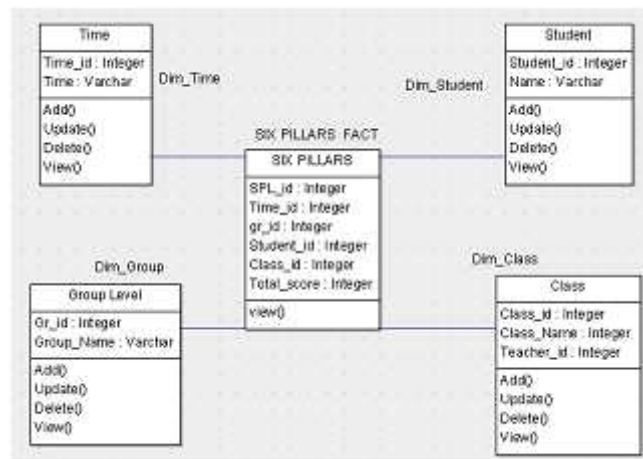 Time
Time_id : Integer
Time : Varchar
Add()
Update()
Delete()
View()
Dim_Time
Student
Student_id : Integer
Name : Varchar
Add()
Update()
Delete()
View()
Dim_Student
SIX PILLARS FACT
SIX PILLARS
SPL_id : Integer
Time_id : Integer
gr_id : Integer
Student_id : Integer
Class_id : Integer
Total_score : Integer
view()
Dim_Group
Group Level
Gr_id : Integer
Group_Name : Varchar
Add()
Update()
Delete()
View()
Dim_Class
Class
Class_id : Integer
Class_Name : Integer
Teacher_id : Integer
Add()
Update()
Delete()
View()